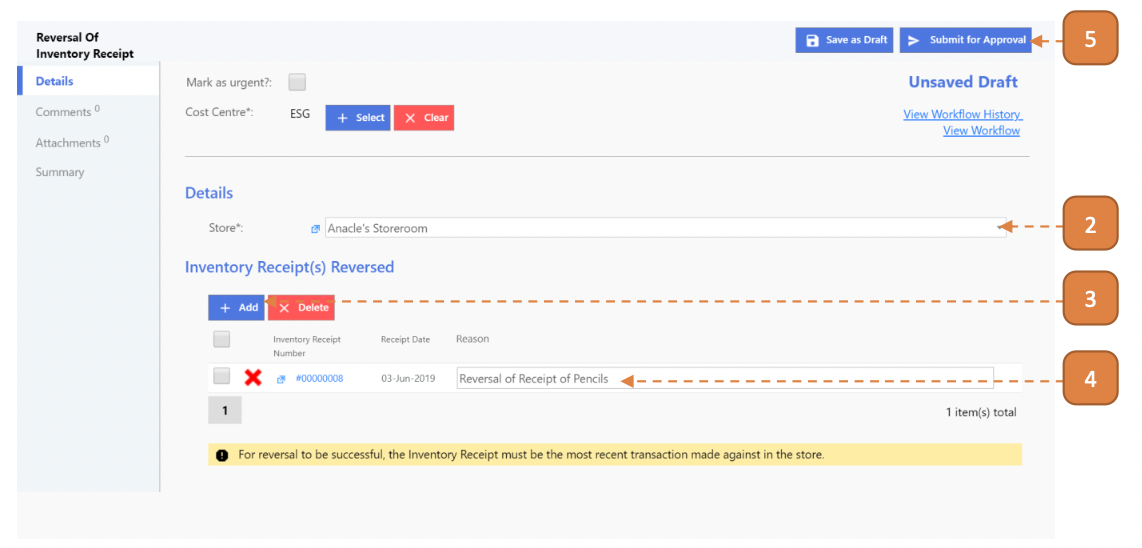 Reversal Of
Inventory Receipt
Save as Draft
Submit for Approval
5
Details
Comments 0
Attachments 0
Summary
Mark as urgent?:
Unsaved Draft
Cost Centre*: ESG + Select × Clear
View Workflow History
View Workflow
Details
Store*: Anacle's Storeroom
2
Inventory Receipt(s) Reversed
+ Add × Delete
3
Inventory Receipt
Number
Receipt Date
Reason
#00000008 03-Jun-2019 Reversal of Receipt of Pencils
4
1
1 item(s) total
For reversal to be successful, the Inventory Receipt must be the most recent transaction made against in the store.